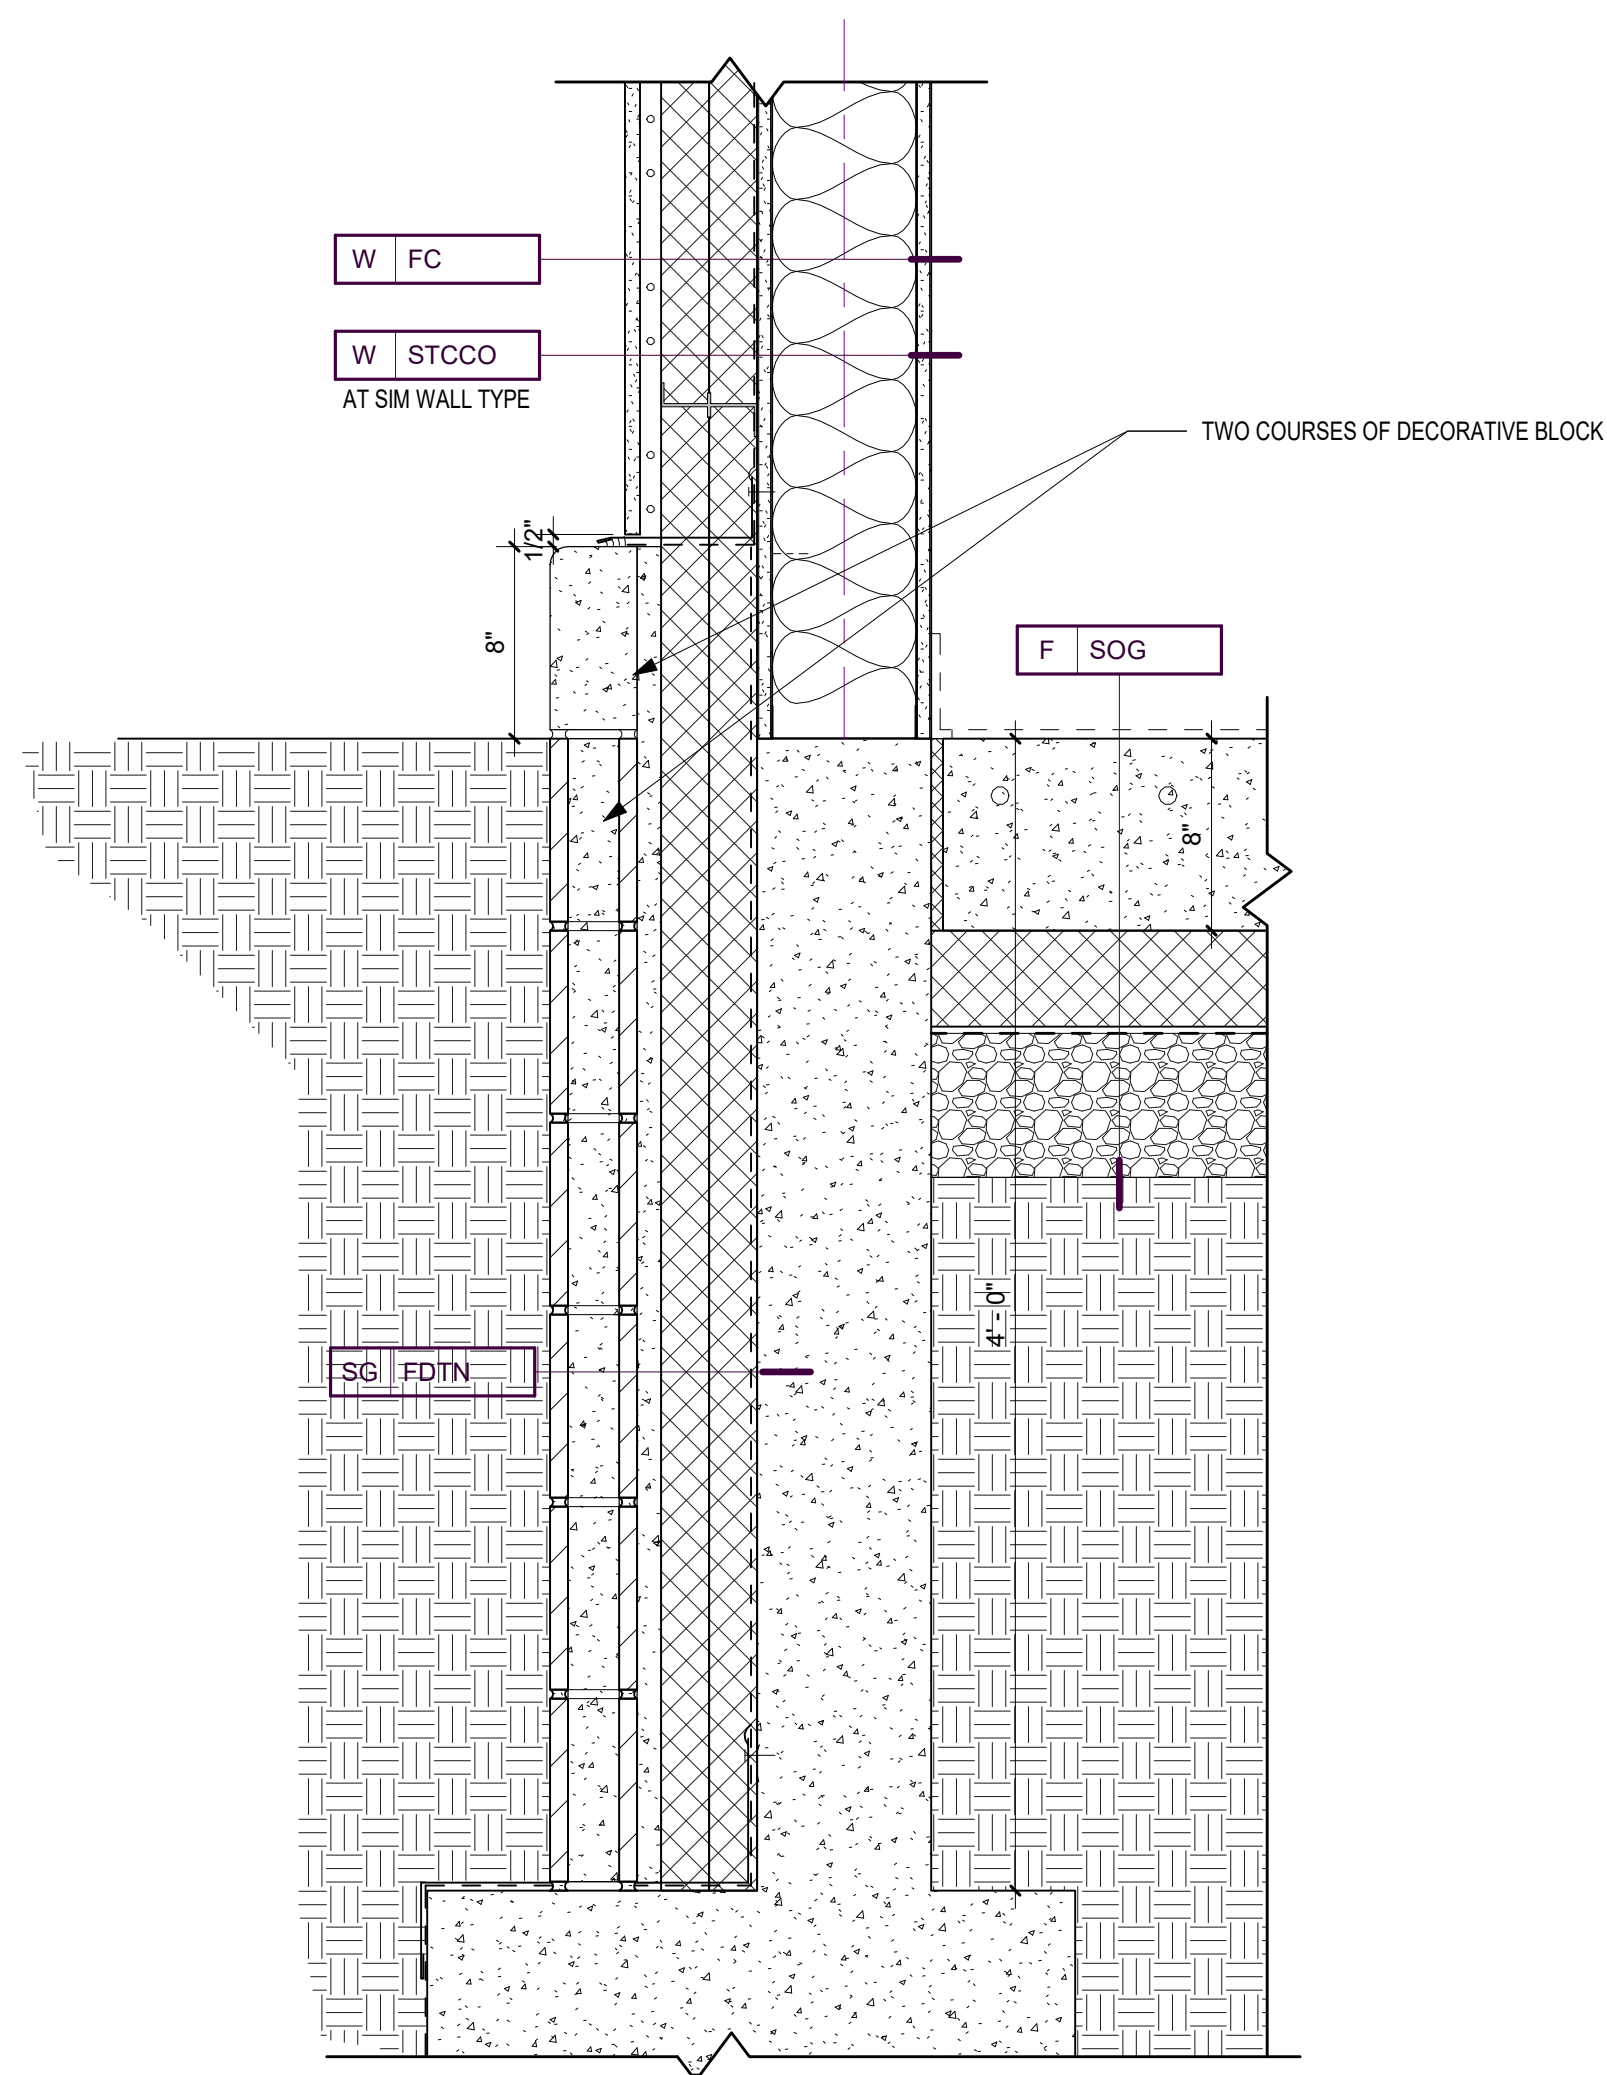 W FC
W STCCO
AT SIM WALL TYPE
TWO COURSES OF DECORATIVE BLOCK
1/2"
8"
F SOG
8"
4' - 0"
SG FDTN